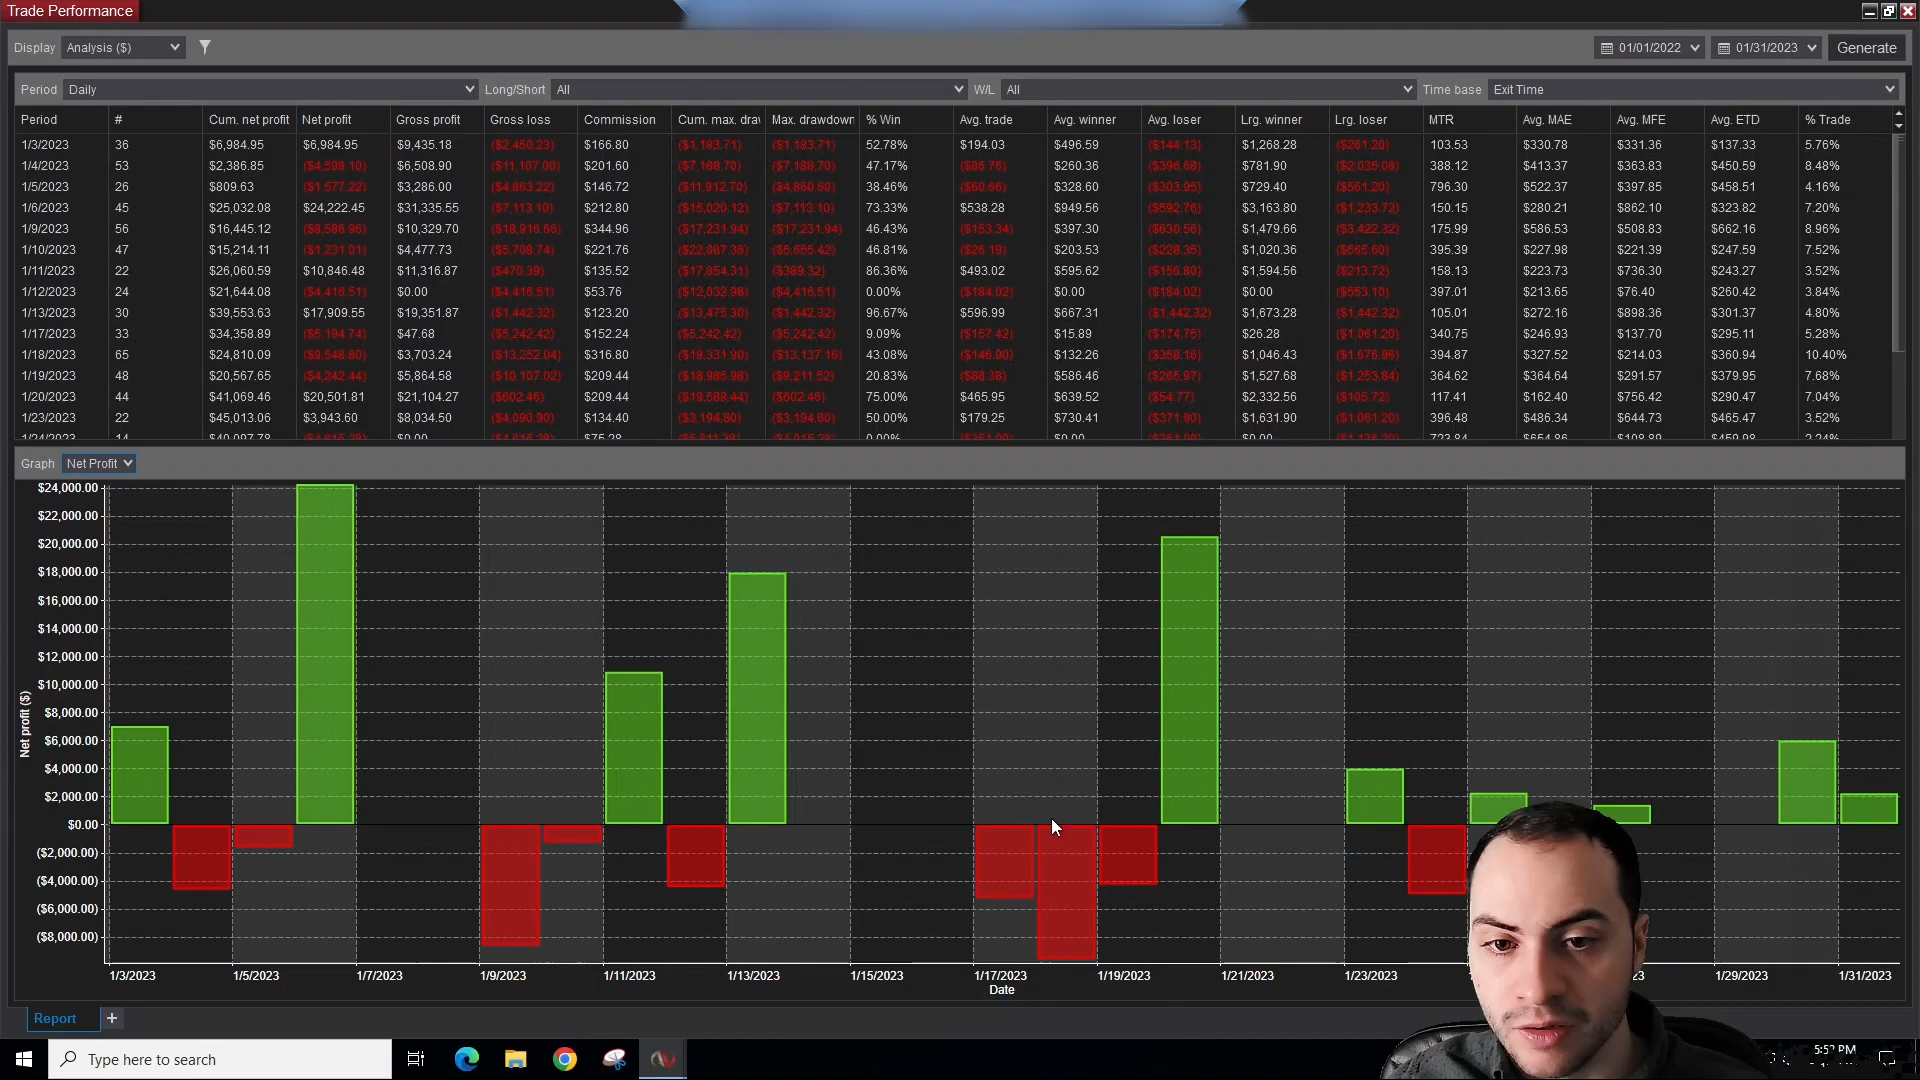 Trade Performance
Display Analysis ($) 01/01/2022 01/31/2023 Generate
Period Daily Long/Short All W/L All Time base Exit Time
Period # Cum. net profit Net profit Gross profit Gross loss Commission Cum. max. drav Max. drawdown % Win Avg. trade Avg. winner Avg. loser Lrg. winner Lrg. loser MTR Avg. MAE Avg. MFE Avg. ETD % Trade
1/3/2023 36 $6,984.95 $6,984.95 $9,435.18 ($2,450.23) $166.80 ($1,183.71) ($1,183.71) 52.78% $194.03 $496.59 ($144.13) $1,268.28 ($261.20) 103.53 $330.78 $331.36 $137.33 5.76%
1/4/2023 53 $2,386.85 ($4,598.10) $6,508.90 ($11,107.00) $201.60 ($7,188.70) ($7,188.70) 47.17% ($86.76) $260.36 ($396.68) $781.90 ($2,035.08) 388.12 $413.37 $363.83 $450.59 8.48%
1/5/2023 26 $809.63 ($1,577.22) $3,286.00 ($4,863.22) $146.72 ($11,912.70) ($4,860.60) 38.46% ($60.66) $328.60 ($303.95) $729.40 ($561.20) 796.30 $522.37 $397.85 $458.51 4.16%
1/6/2023 45 $25,032.08 $24,222.45 $31,335.55 ($7,113.10) $212.80 ($15,020.12) ($7,113.10) 73.33% $538.28 $949.56 ($592.76) $3,163.80 ($1,233.72) 150.15 $280.21 $862.10 $323.82 7.20%
1/9/2023 56 $16,445.12 ($8,586.96) $10,329.70 ($18,916.66) $344.96 ($17,231.94) ($17,231.94) 46.43% ($153.34) $397.30 ($630.56) $1,479.66 ($3,422.32) 175.99 $586.53 $508.83 $662.16 8.96%
1/10/2023 47 $15,214.11 ($1,231.01) $4,477.73 ($5,708.74) $221.76 ($22,887.36) ($5,655.42) 46.81% ($26.19) $203.53 ($228.35) $1,020.36 ($665.60) 395.39 $227.98 $221.39 $247.59 7.52%
1/11/2023 22 $26,060.59 $10,846.48 $11,316.87 ($470.39) $135.52 ($17,854.31) ($389.32) 86.36% $493.02 $595.62 ($156.80) $1,594.56 ($213.72) 158.13 $223.73 $736.30 $243.27 3.52%
1/12/2023 24 $21,644.08 ($4,416.51) $0.00 ($4,416.51) $53.76 ($12,032.98) ($4,416.51) 0.00% ($184.02) $0.00 ($184.02) $0.00 ($553.10) 397.01 $213.65 $76.40 $260.42 3.84%
1/13/2023 30 $39,553.63 $17,909.55 $19,351.87 ($1,442.32) $123.20 ($13,475.30) ($1,442.32) 96.67% $596.99 $667.31 ($1,442.32) $1,673.28 ($1,442.32) 105.01 $272.16 $898.36 $301.37 4.80%
1/17/2023 33 $34,358.89 ($5,194.74) $47.68 ($5,242.42) $152.24 ($5,242.42) ($5,242.42) 9.09% ($157.42) $15.89 ($174.75) $26.28 ($1,061.20) 340.75 $246.93 $137.70 $295.11 5.28%
1/18/2023 65 $24,810.09 ($9,548.80) $3,703.24 ($13,252.04) $316.80 ($18,331.90) ($13,137.16) 43.08% ($146.90) $132.26 ($358.16) $1,046.43 ($1,676.96) 394.87 $327.52 $214.03 $360.94 10.40%
1/19/2023 48 $20,567.65 ($4,242.44) $5,864.58 ($10,107.02) $209.44 ($18,985.98) ($9,211.52) 20.83% ($88.38) $586.46 ($265.97) $1,527.68 ($1,253.84) 364.62 $364.64 $291.57 $379.95 7.68%
1/20/2023 44 $41,069.46 $20,501.81 $21,104.27 ($602.46) $209.44 ($19,588.44) ($602.46) 75.00% $465.95 $639.52 ($54.77) $2,332.56 ($105.72) 117.41 $162.40 $756.42 $290.47 7.04%
1/23/2023 22 $45,013.06 $3,943.60 $8,034.50 ($4,090.90) $134.40 ($3,194.80) ($3,194.80) 50.00% $179.25 $730.41 ($371.90) $1,631.90 ($1,061.20) 396.48 $486.34 $644.73 $465.47 3.52%
Graph Net Profit
$24,000.00
$22,000.00
$20,000.00
$18,000.00
$16,000.00
$14,000.00
$12,000.00
$10,000.00
$8,000.00
$6,000.00
$4,000.00
$2,000.00
$0.00
($2,000.00)
($4,000.00)
($6,000.00)
($8,000.00)
Net profit ($)
1/3/2023 1/5/2023 1/7/2023 1/9/2023 1/11/2023 1/13/2023 1/15/2023 1/17/2023 1/19/2023 1/21/2023 1/23/2023 1/29/2023 1/31/2023
Date
Report +
Type here to search